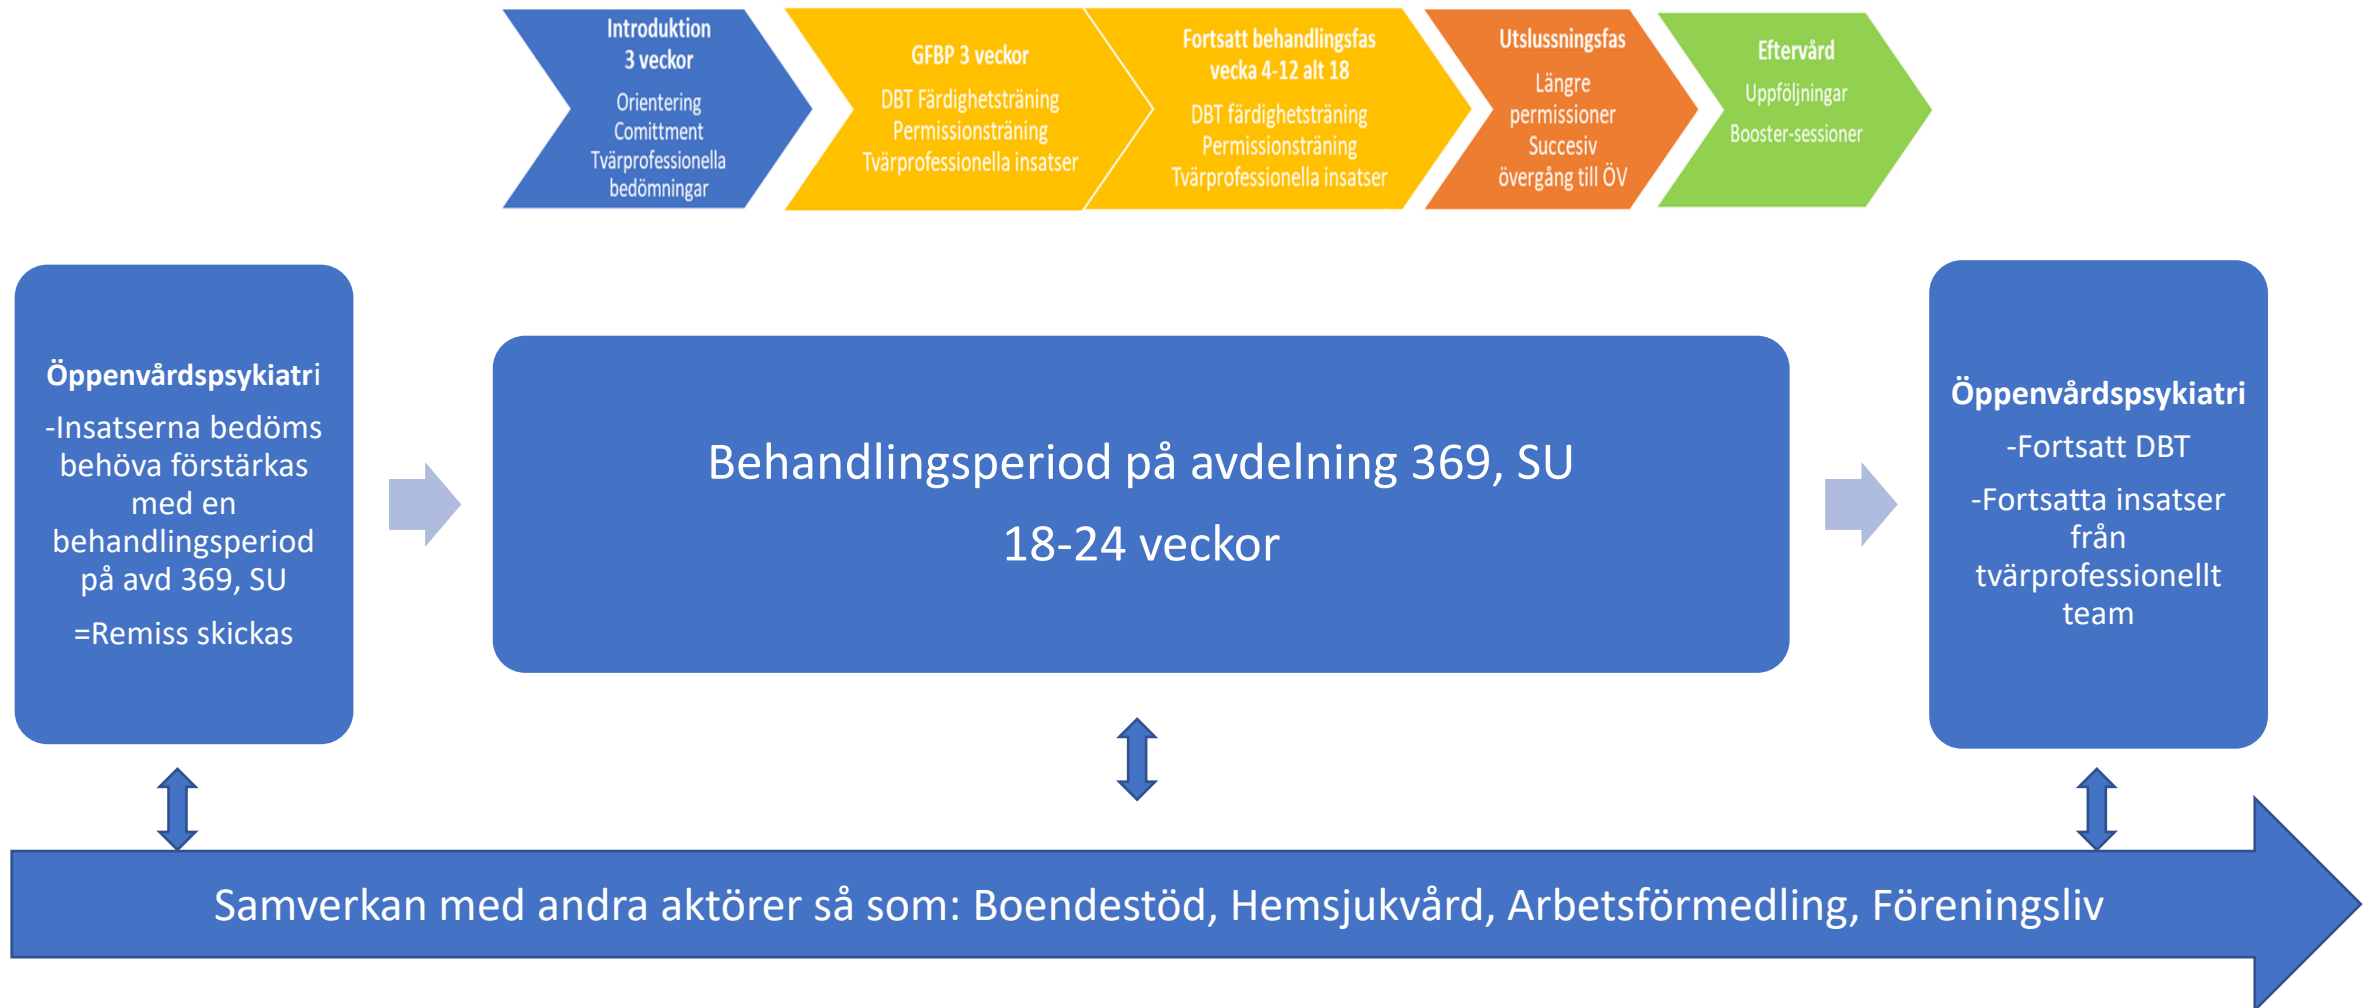 Introduktion
3 veckor
Orientering
Comittment
Tvärprofessionella
bedömningar
GFBP 3 veckor
DBT Färdighetsträning
Permissionsträning
Tvärprofessionella insatser
Fortsatt behandlingsfas
vecka 4-12 alt 18
DBT färdighetsträning
Permissionsträning
Tvärprofessionella insatser
Utslussningsfas
Längre
permissioner
Succesiv
övergång till ÖV
Eftervård
Uppföljningar
Booster-sessioner
Öppenvårdspsykiatri
-Insatserna bedöms
behöva förstärkas
med en
behandlingsperiod
på avd 369, SU
=Remiss skickas
Behandlingsperiod på avdelning 369, SU
18-24 veckor
Öppenvårdspsykiatri
-Fortsatt DBT
-Fortsatta insatser
från
tvärprofessionellt
team
Samverkan med andra aktörer så som: Boendestöd, Hemsjukvård, Arbetsförmedling, Föreningsliv